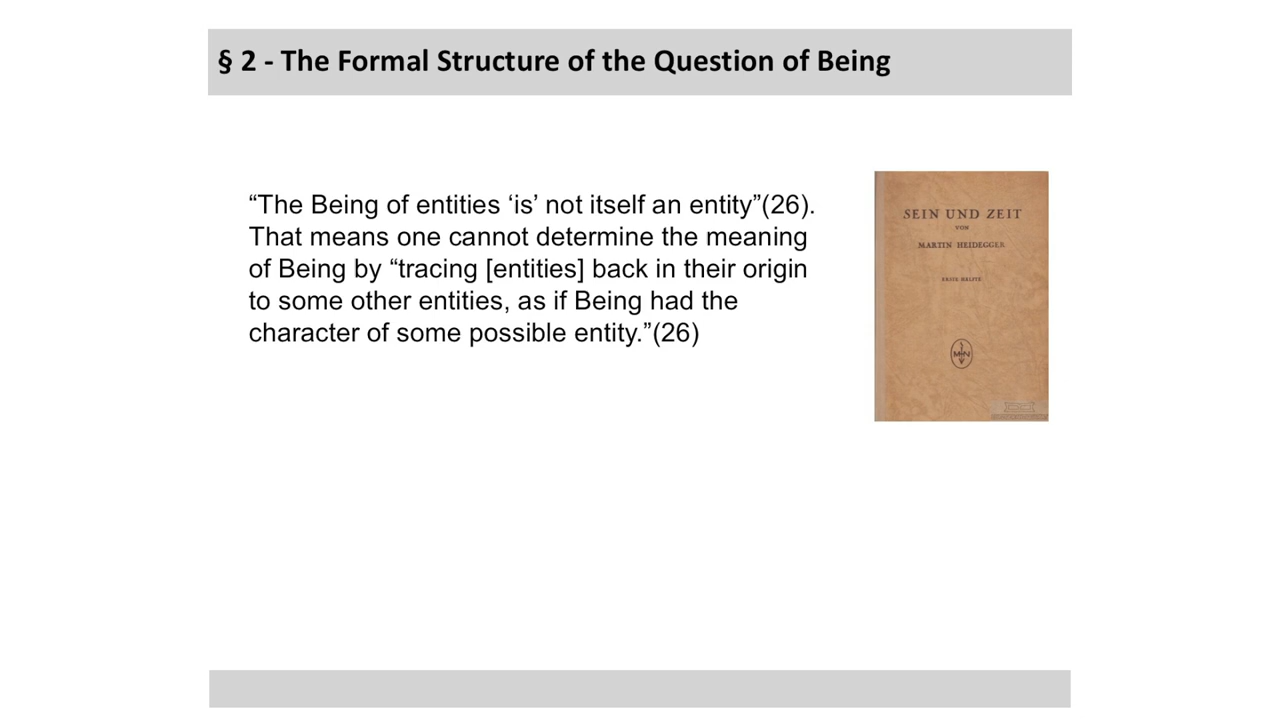 § 2 - The Formal Structure of the Question of Being
“The Being of entities ‘is’ not itself an entity”(26).
That means one cannot determine the meaning
of Being by “tracing [entities] back in their origin
to some other entities, as if Being had the
character of some possible entity.”(26)
SEIN UND ZEIT
VON
MARTIN HEIDEGGER
ERSTE HÄLFTE